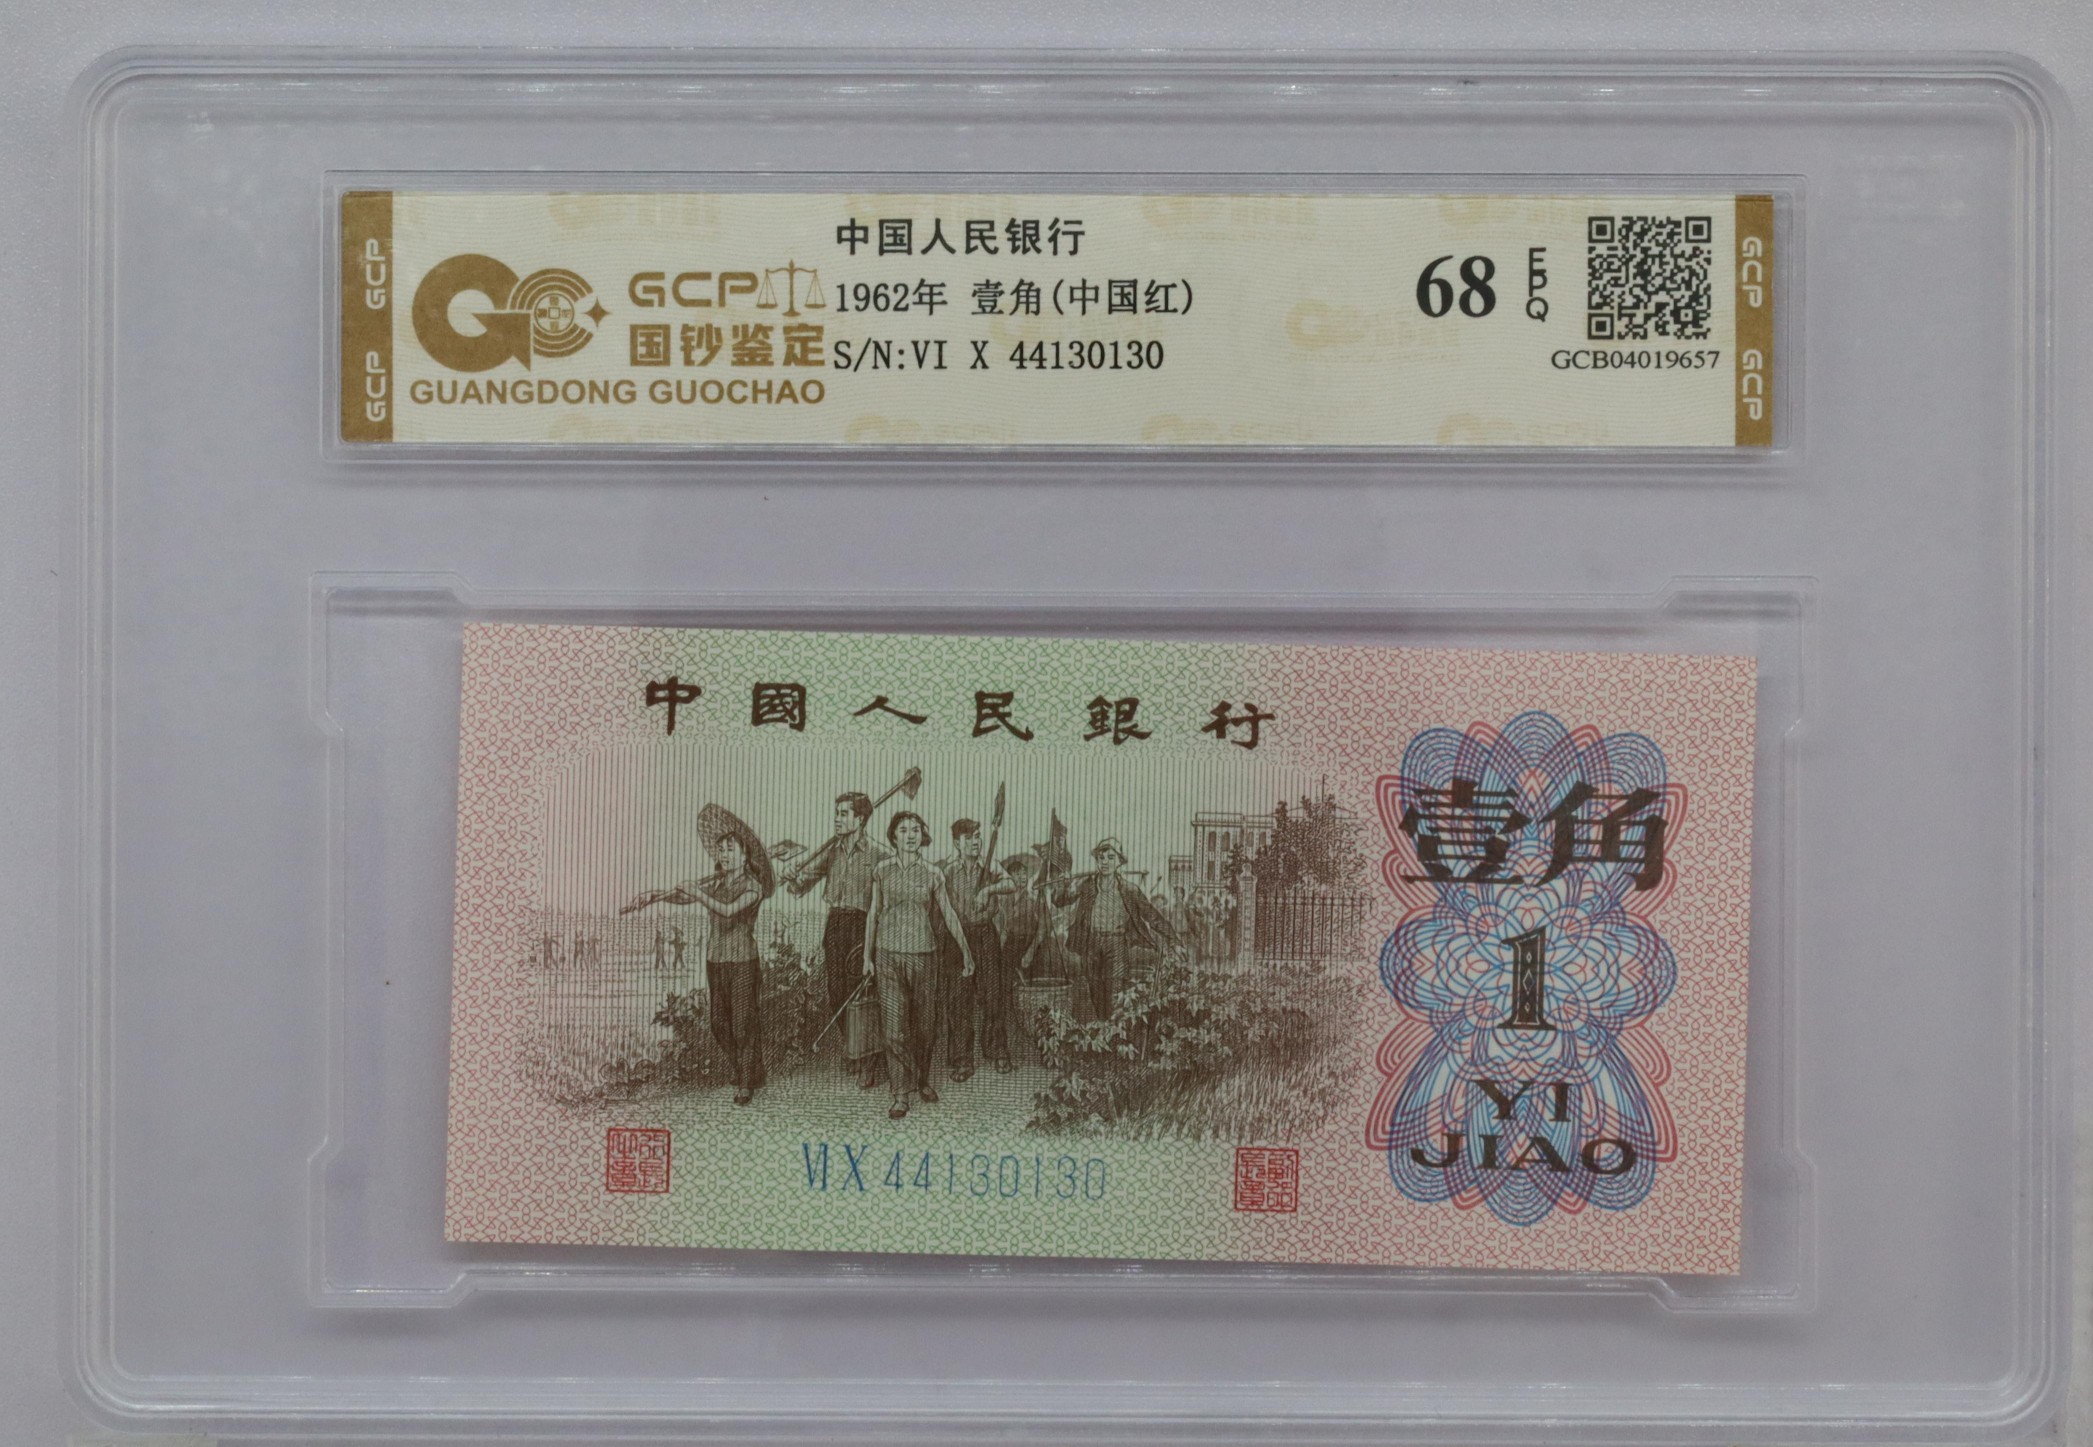 中国人民银行
GCP
国钞鉴定
GUANGDONG GUOCHAO
1962年 壹角(中国红)
S/N:VI X 44130130
68 EPQ
GCB04019657
GCP
GCP
GCP
GCP
中國人民銀行
壹角
1
YI
JIAO
VI X 44130130